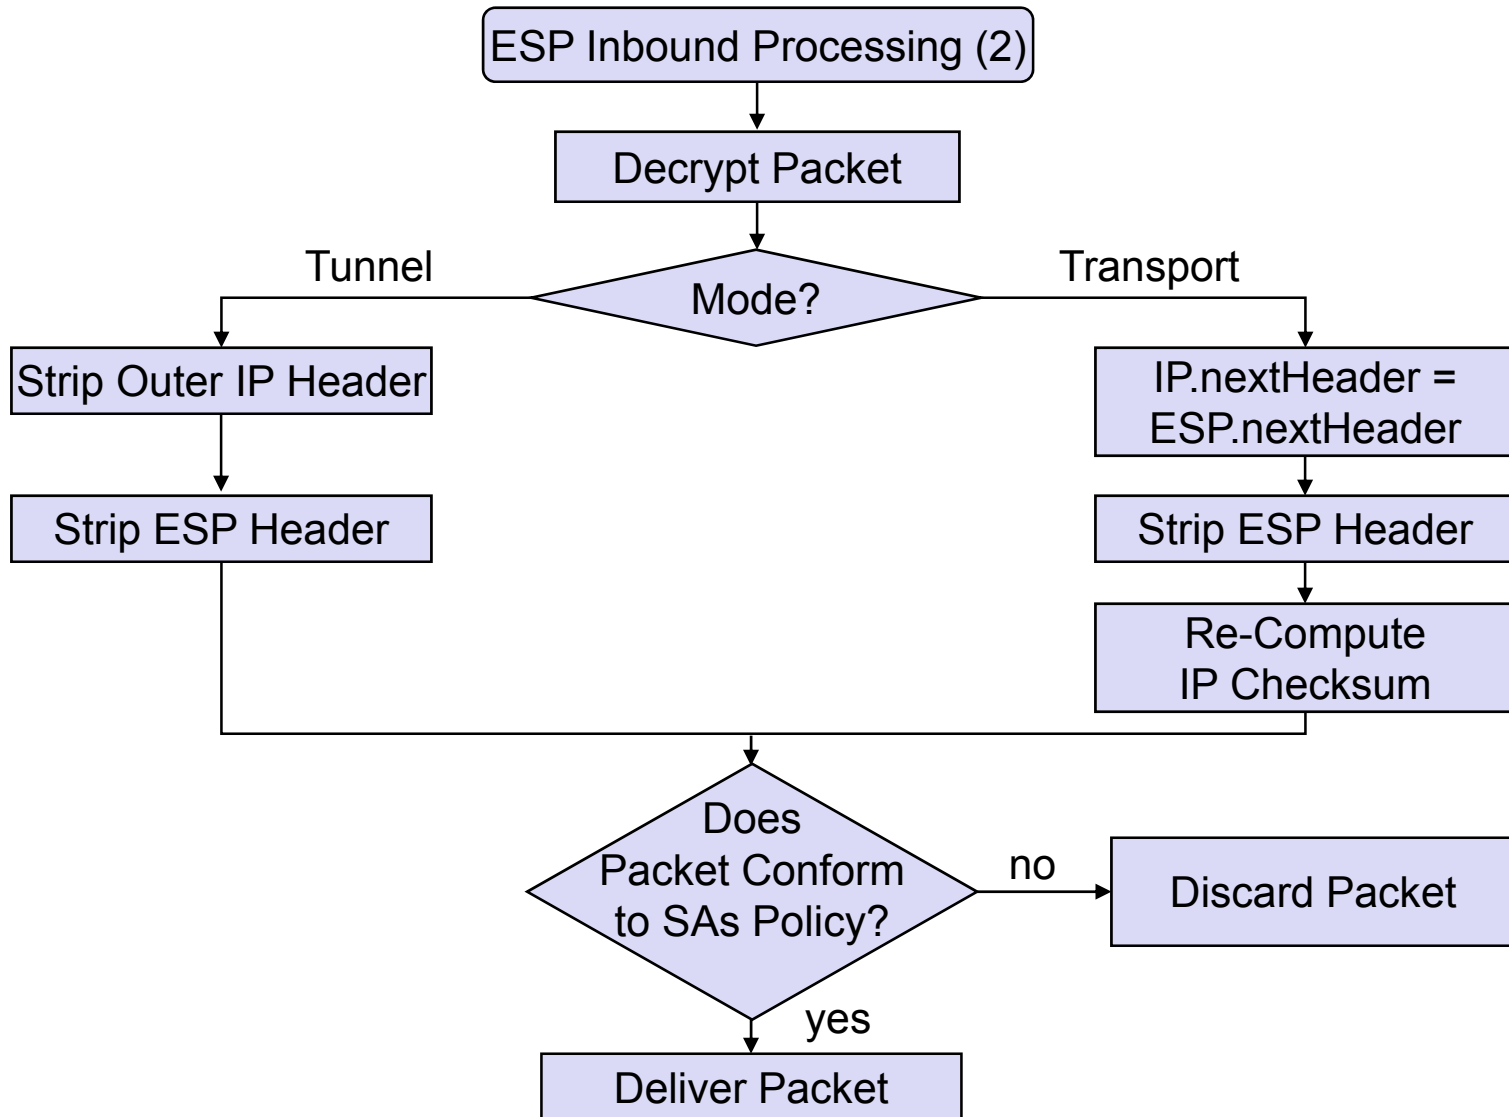 ESP Inbound Processing (2)
Decrypt Packet
Tunnel
Mode?
Transport
Strip Outer IP Header
IP.nextHeader =
ESP.nextHeader
Strip ESP Header
Strip ESP Header
Re-Compute
IP Checksum
Does
Packet Conform
to SAs Policy?
no
Discard Packet
yes
Deliver Packet